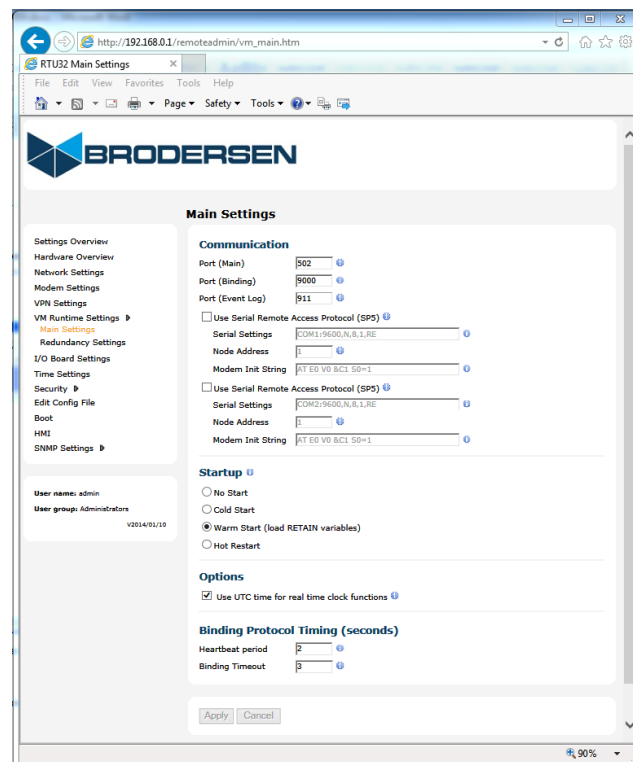 http://192.168.0.1/remoteadmin/vm_main.htm
RTU32 Main Settings
File Edit View Favorites Tools Help
Page Safety Tools
BRODERSEN
Main Settings
Settings Overview
Hardware Overview
Network Settings
Modem Settings
VPN Settings
VM Runtime Settings
Main Settings
Redundancy Settings
I/O Board Settings
Time Settings
Security
Edit Config File
Boot
HMI
SNMP Settings
User name: admin
User group: Administrators
V2014/01/10
Communication
Port (Main) 502
Port (Binding) 9000
Port (Event Log) 911
Use Serial Remote Access Protocol (SP5)
Serial Settings COM1:9600,N,8,1,RE
Node Address 1
Modem Init String AT E0 V0 &C1 S0=1
Use Serial Remote Access Protocol (SP5)
Serial Settings COM2:9600,N,8,1,RE
Node Address 1
Modem Init String AT E0 V0 &C1 S0=1
Startup
No Start
Cold Start
Warm Start (load RETAIN variables)
Hot Restart
Options
Use UTC time for real time clock functions
Binding Protocol Timing (seconds)
Heartbeat period 2
Binding Timeout 3
Apply Cancel
90%